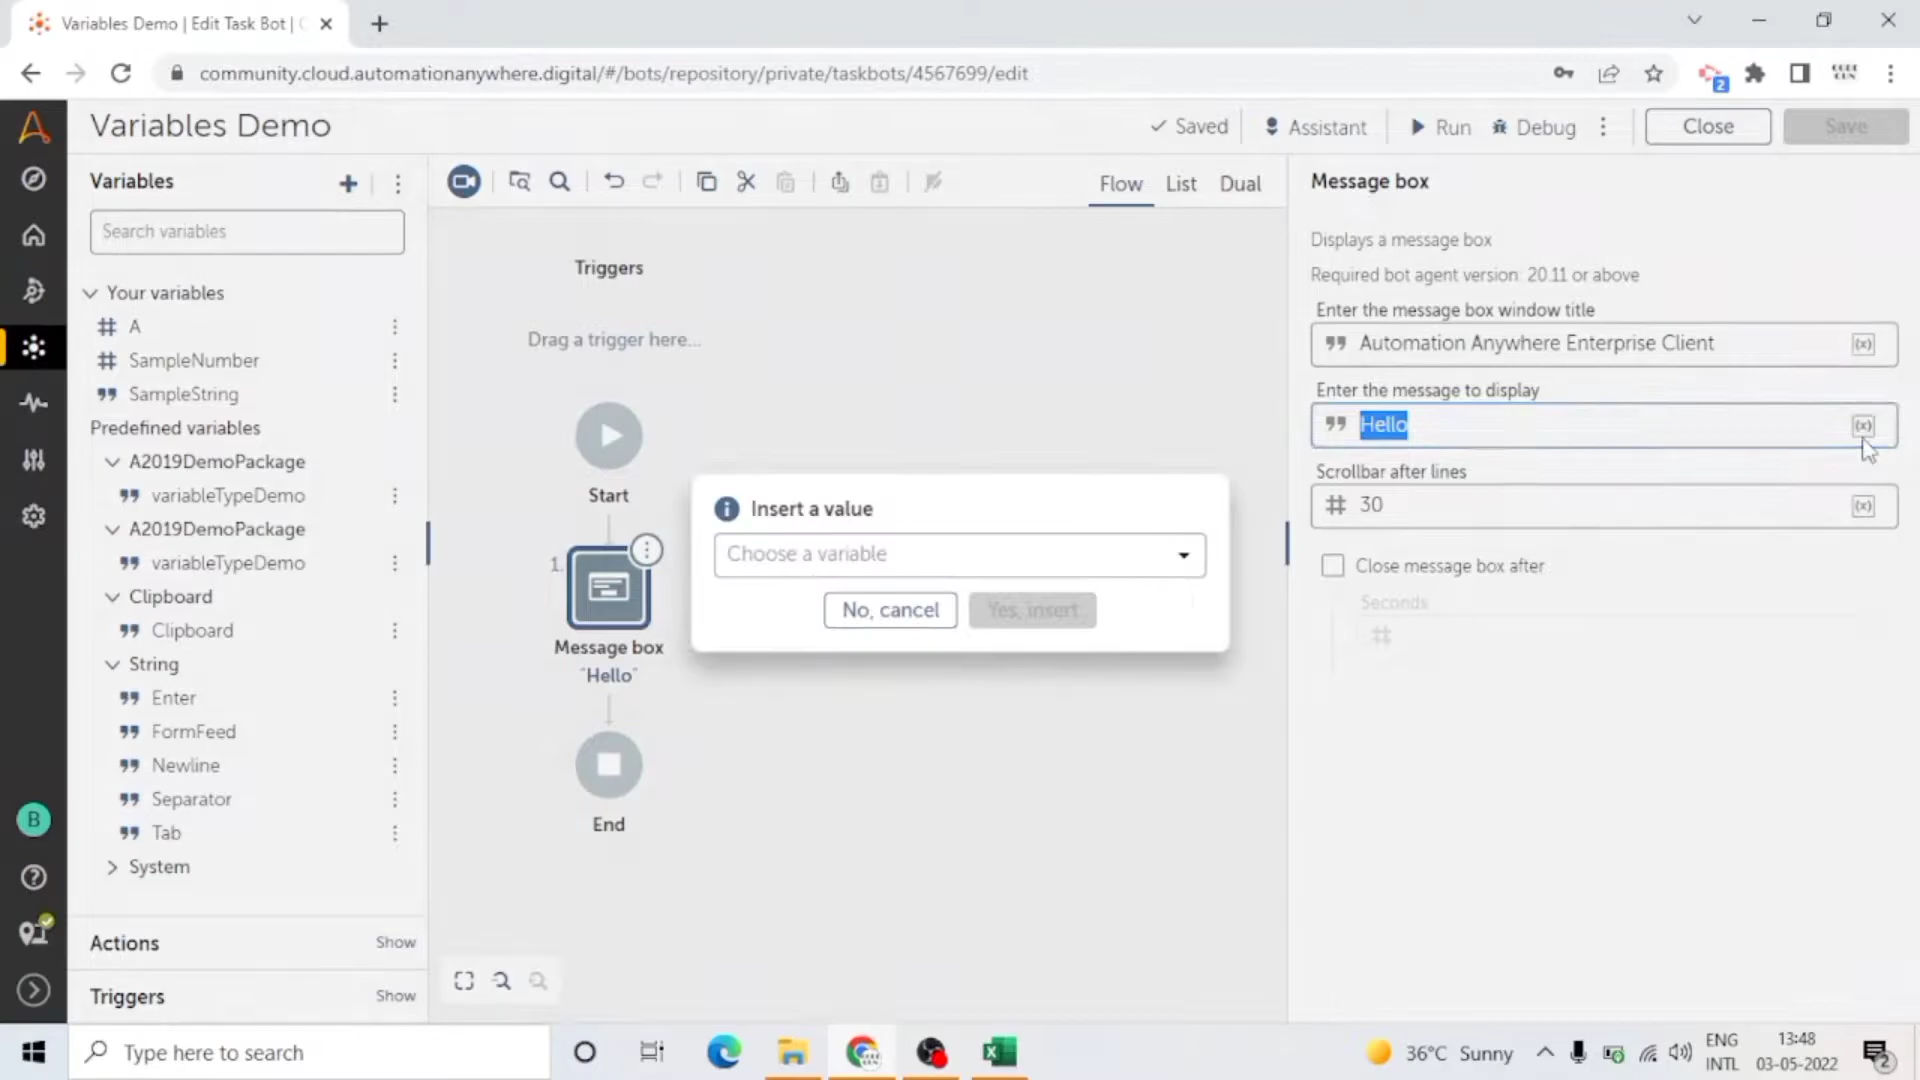 Variables Demo | Edit Task Bot |
community.cloud.automationanywhere.digital/#/bots/repository/private/taskbots/4567699/edit
2
Variables Demo
Saved
Assistant
Run
Debug
Close
Save
Variables
Search variables
Your variables
A
SampleNumber
SampleString
Predefined variables
A2019DemoPackage
variableTypeDemo
A2019DemoPackage
variableTypeDemo
Clipboard
Clipboard
String
Enter
FormFeed
Newline
Separator
Tab
System
Actions Show
Triggers Show
B
Flow List Dual
Triggers
Drag a trigger here...
Start
1.
Message box
"Hello"
End
Insert a value
Choose a variable
No, cancel
Yes, insert
Message box
Displays a message box
Required bot agent version: 20.11 or above
Enter the message box window title
Automation Anywhere Enterprise Client
(x)
Enter the message to display
Hello
(x)
Scrollbar after lines
30
(x)
Close message box after
Seconds
Type here to search
36°C Sunny
ENG
INTL
13:48
03-05-2022
2